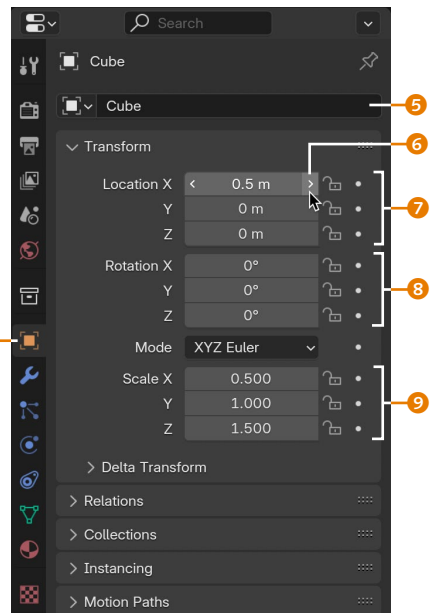 Search
Cube
Cube 5
6
Transform
Location X 0.5 m
Y 0 m 7
Z 0 m
Rotation X 0°
Y 0° 8
Z 0°
Mode XYZ Euler
Scale X 0.500
Y 1.000 9
Z 1.500
Delta Transform
Relations
Collections
Instancing
Motion Paths